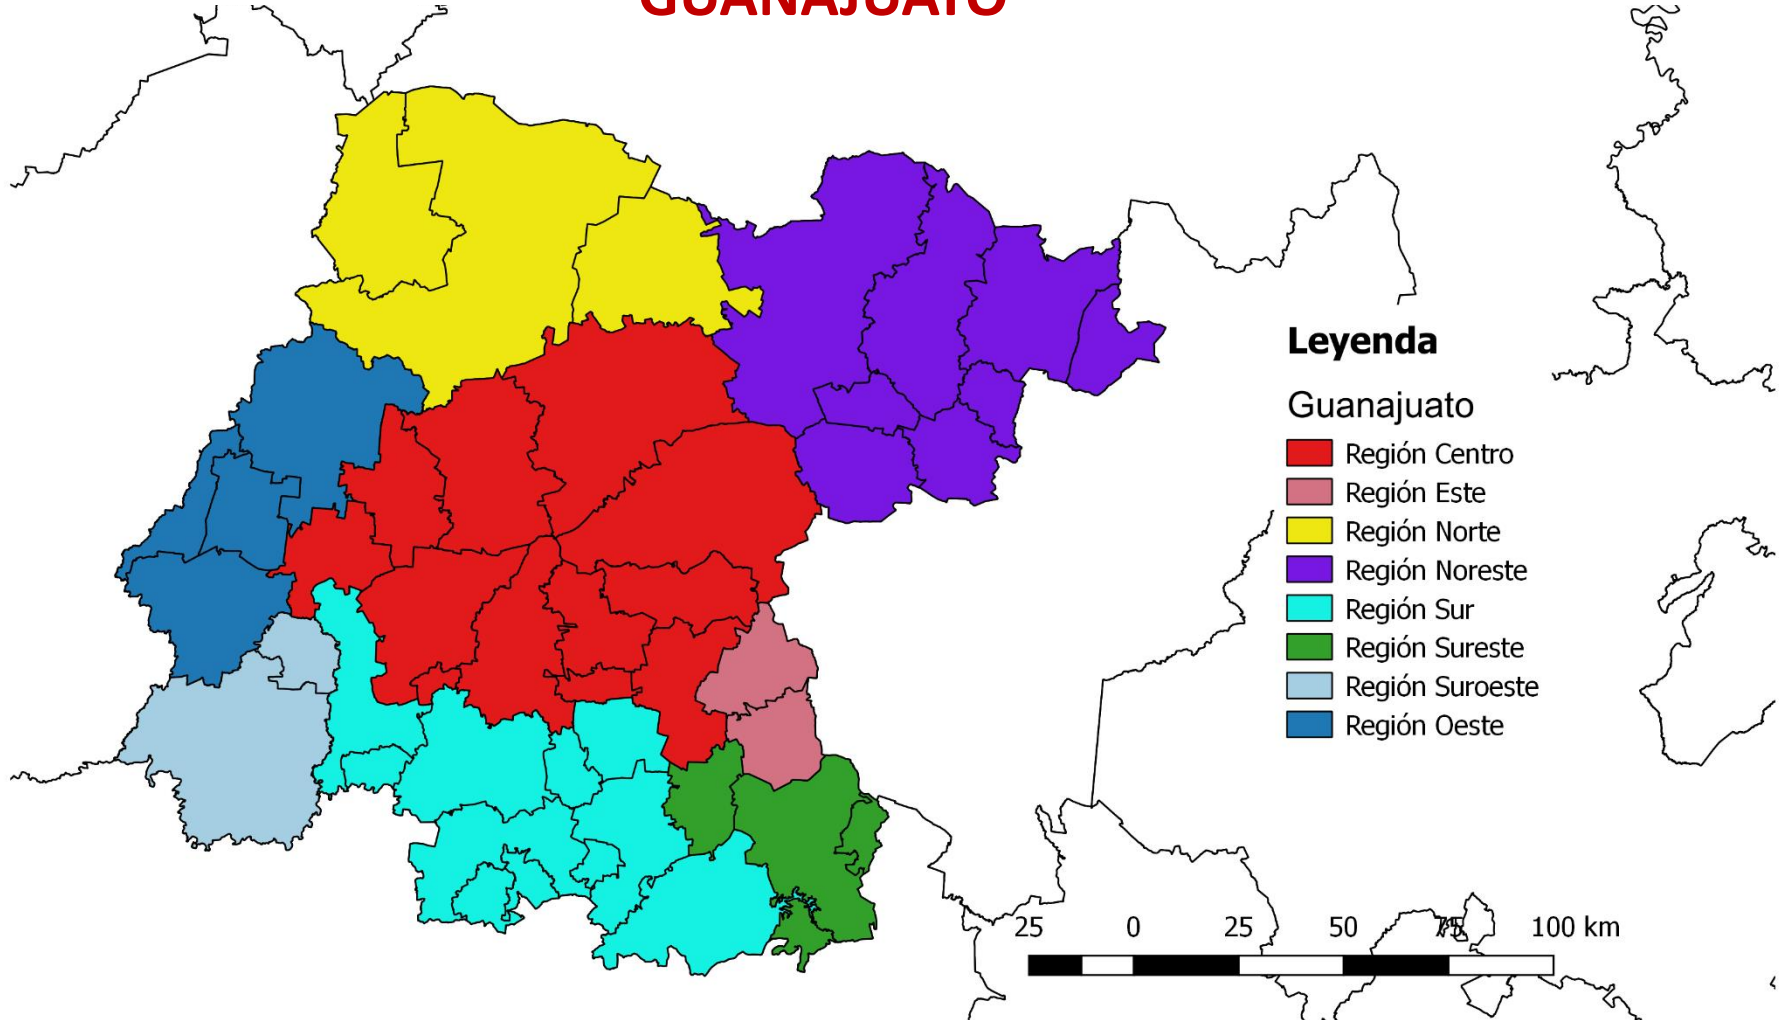 GUANAJUATO
Leyenda
Guanajuato
Región Centro
Región Este
Región Norte
Región Noreste
Región Sur
Región Sureste
Región Suroeste
Región Oeste
25 0 25 50 75 100 km